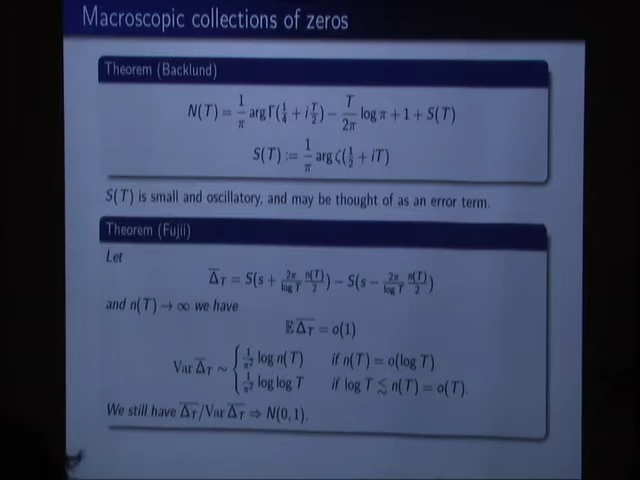 Macroscopic collections of zeros
Theorem (Backlund)
N(T) = 1/π arg Γ(1/4 + i T/2) − T/2π log π + 1 + S(T)
S(T) := 1/π arg ζ(1/2 + iT)
S(T) is small and oscillatory, and may be thought of as an error term.
Theorem (Fujii)
Let
Δ̅_T = S(s + 2π/log T n(T)/2) − S(s − 2π/log T n(T)/2)
and n(T) → ∞ we have
𝔼 Δ̅_T = o(1)
Var Δ̅_T ∼ { 1/π² log n(T) if n(T) = o(log T)
1/π² log log T if log T ≲ n(T) = o(T).
We still have Δ̅_T/Var Δ̅_T ⇒ N(0, 1).